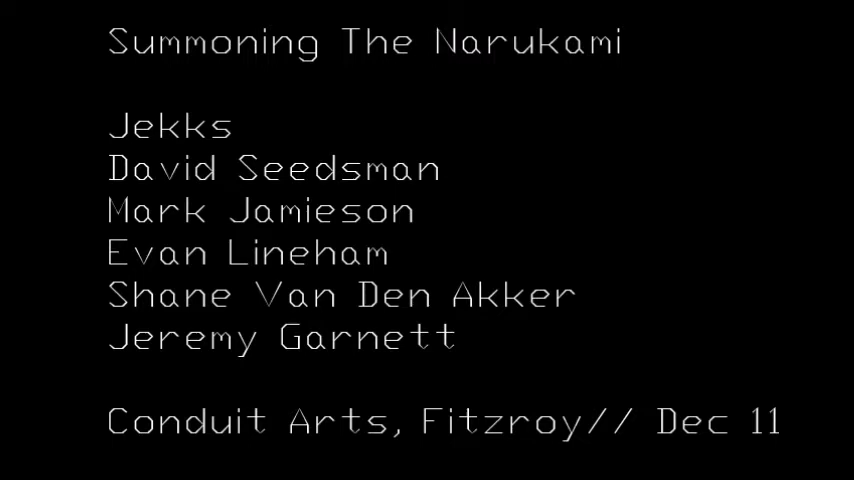 Summoning The Narukami
Jekks
David Seedsman
Mark Jamieson
Evan Lineham
Shane Van Den Akker
Jeremy Garnett
Conduit Arts, Fitzroy// Dec 11